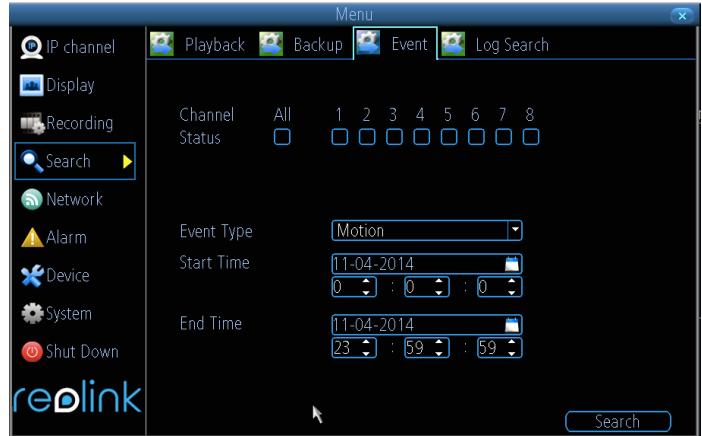 Menu
IP channel
Display
Recording
Search
Network
Alarm
Device
System
Shut Down
reolink
Playback Backup Event Log Search
Channel All 1 2 3 4 5 6 7 8
Status
Event Type Motion
Start Time 11-04-2014
0 : 0 : 0
End Time 11-04-2014
23 : 59 : 59
Search